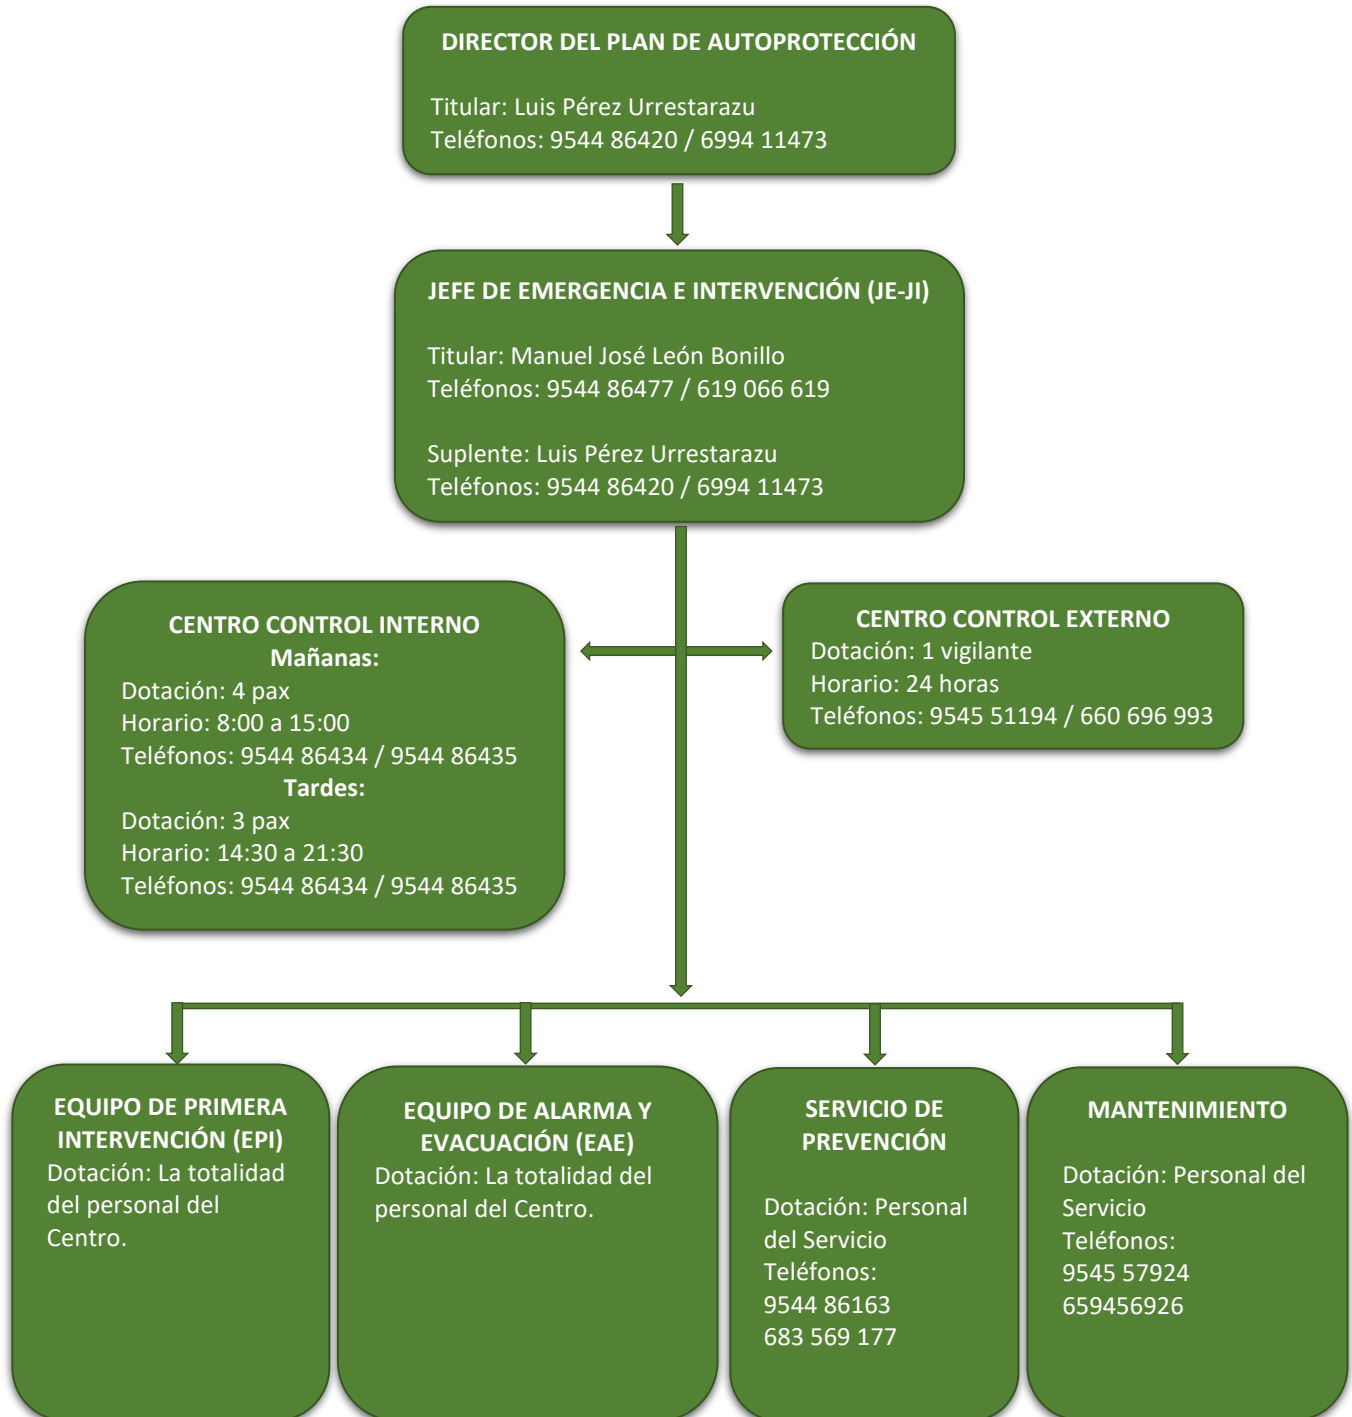 DIRECTOR DEL PLAN DE AUTOPROTECCIÓN
Titular: Luis Pérez Urrestarazu
Teléfonos: 9544 86420 / 6994 11473
JEFE DE EMERGENCIA E INTERVENCIÓN (JE-JI)
Titular: Manuel José León Bonillo
Teléfonos: 9544 86477 / 619 066 619
Suplente: Luis Pérez Urrestarazu
Teléfonos: 9544 86420 / 6994 11473
CENTRO CONTROL INTERNO
Mañanas:
Dotación: 4 pax
Horario: 8:00 a 15:00
Teléfonos: 9544 86434 / 9544 86435
Tardes:
Dotación: 3 pax
Horario: 14:30 a 21:30
Teléfonos: 9544 86434 / 9544 86435
CENTRO CONTROL EXTERNO
Dotación: 1 vigilante
Horario: 24 horas
Teléfonos: 9545 51194 / 660 696 993
EQUIPO DE PRIMERA
INTERVENCIÓN (EPI)
Dotación: La totalidad
del personal del
Centro.
EQUIPO DE ALARMA Y
EVACUACIÓN (EAE)
Dotación: La totalidad del
personal del Centro.
SERVICIO DE
PREVENCIÓN
Dotación: Personal
del Servicio
Teléfonos:
9544 86163
683 569 177
MANTENIMIENTO
Dotación: Personal del
Servicio
Teléfonos:
9545 57924
659456926